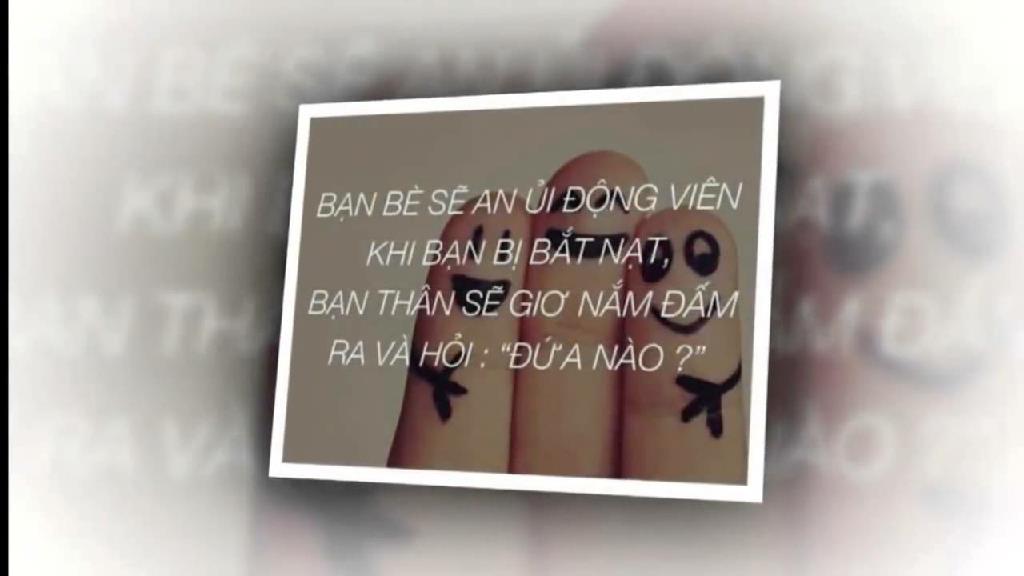 BẠN BÈ SẼ AN ỦI ĐỘNG VIÊN
KHI BẠN BỊ BẮT NẠT,
BẠN THÂN SẼ GIƠ NẮM ĐẤM
RA VÀ HỎI : “ĐỨA NÀO ?”